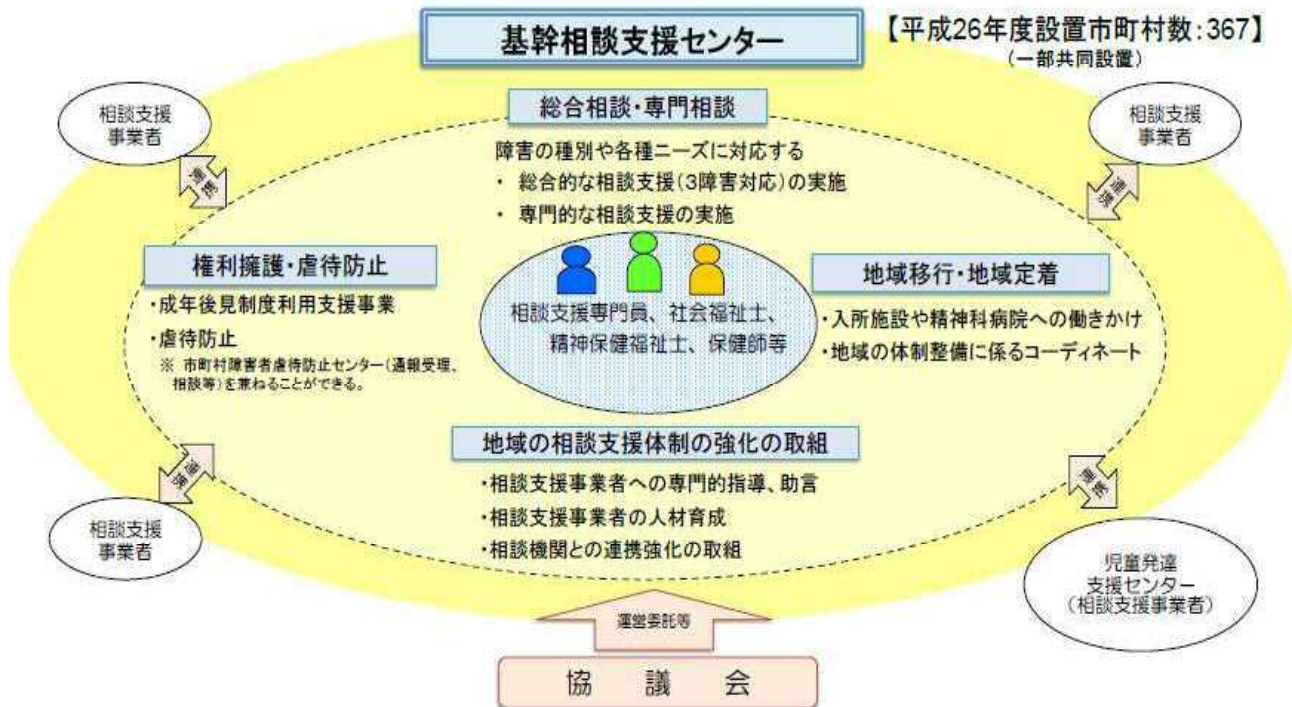 基幹相談支援センター
【平成26年度設置市町村数:367】
(一部共同設置)
相談支援
事業者
連携
総合相談・専門相談
障害の種別や各種ニーズに対応する
・ 総合的な相談支援(3障害対応)の実施
・ 専門的な相談支援の実施
相談支援
事業者
連携
権利擁護・虐待防止
・成年後見制度利用支援事業
・虐待防止
※ 市町村障害者虐待防止センター(通報受理、
相談等)を兼ねることができる。
相談支援専門員、社会福祉士、
精神保健福祉士、保健師等
地域移行・地域定着
・入所施設や精神科病院への働きかけ
・地域の体制整備に係るコーディネート
地域の相談支援体制の強化の取組
・相談支援事業者への専門的指導、助言
・相談支援事業者の人材育成
・相談機関との連携強化の取組
連携
相談支援
事業者
連携
児童発達
支援センター
(相談支援事業者)
運営委託等
協 議 会